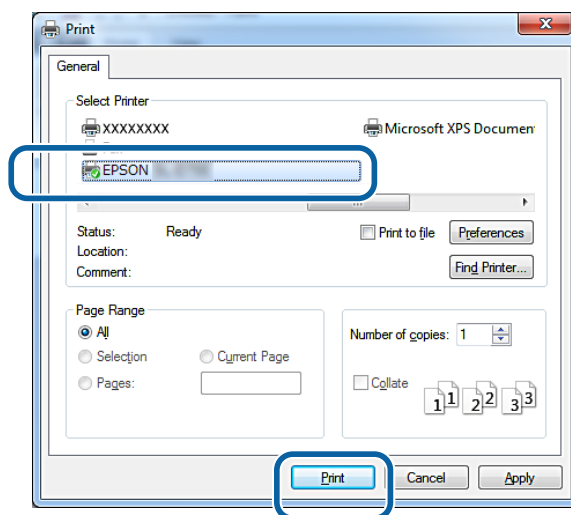 Print
General
Select Printer
XXXXXXXX
Microsoft XPS Documen
EPSON
Status: Ready
Print to file
Preferences
Location:
Comment:
Find Printer...
Page Range
All
Selection
Current Page
Pages:
Number of copies: 1
Collate
1 1 2 2 3 3
Print
Cancel
Apply